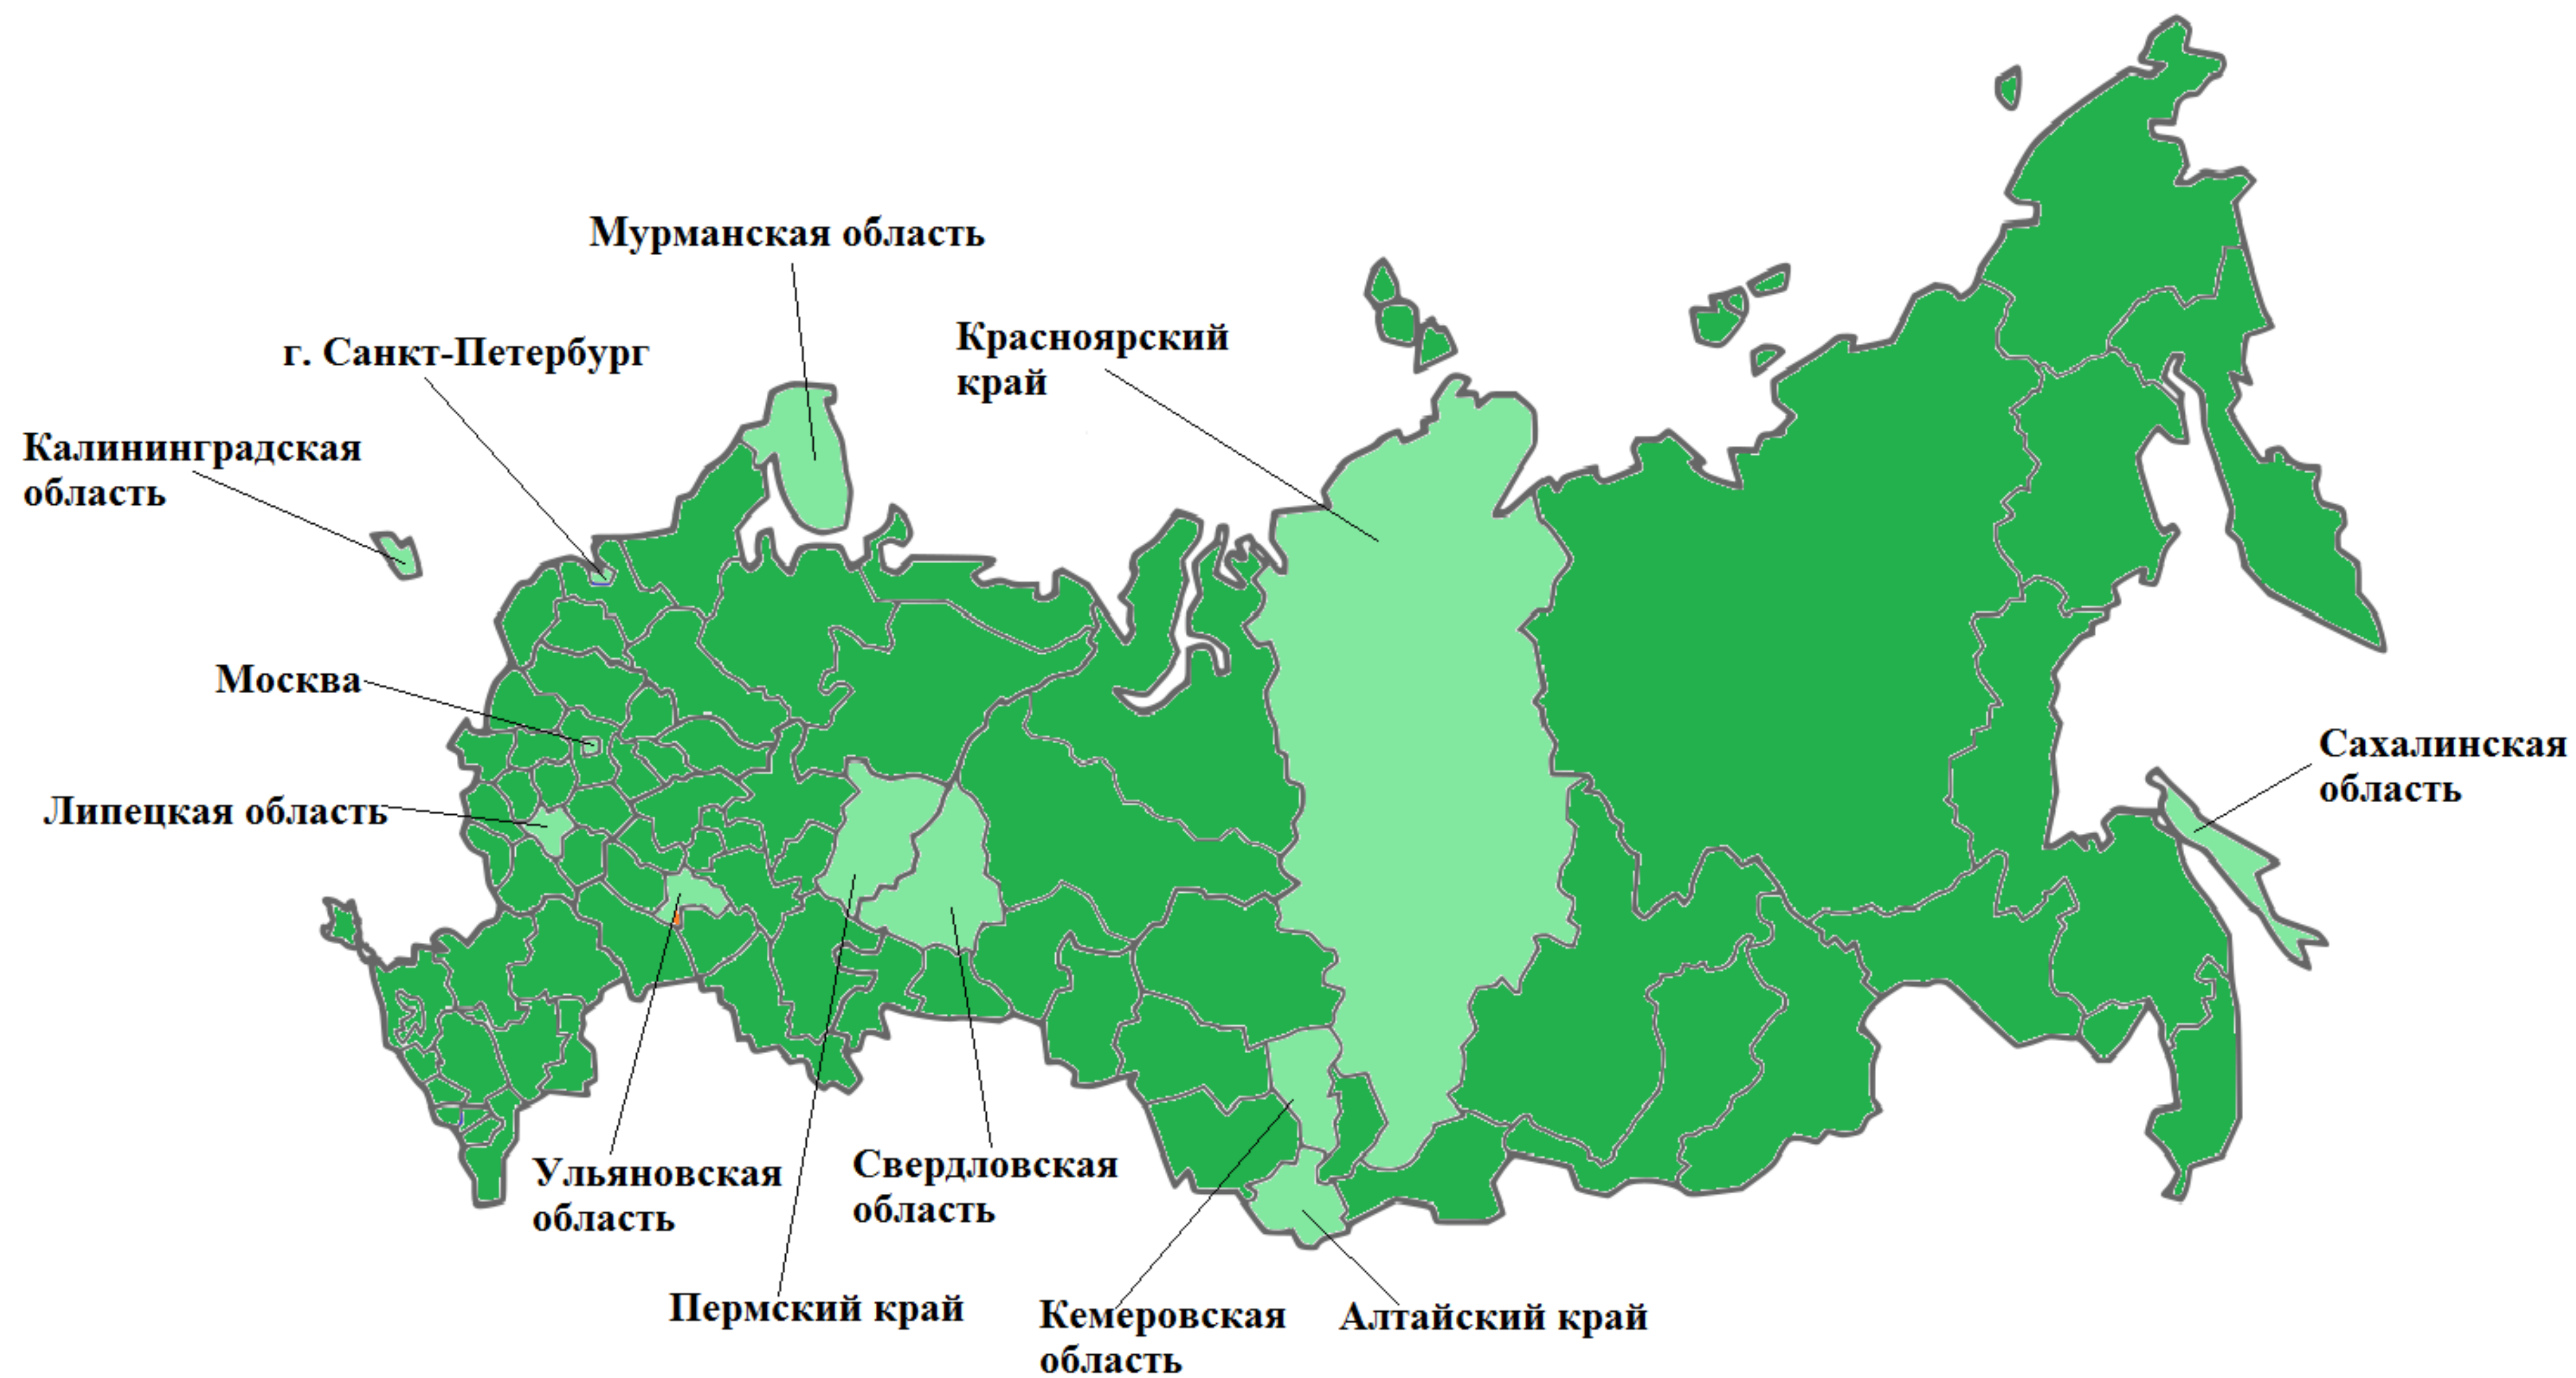 Мурманская область
Красноярский
край
г. Санкт-Петербург
Калининградская
область
Москва
Сахалинская
область
Липецкая область
Ульяновская
область
Свердловская
область
Пермский край
Кемеровская
область
Алтайский край